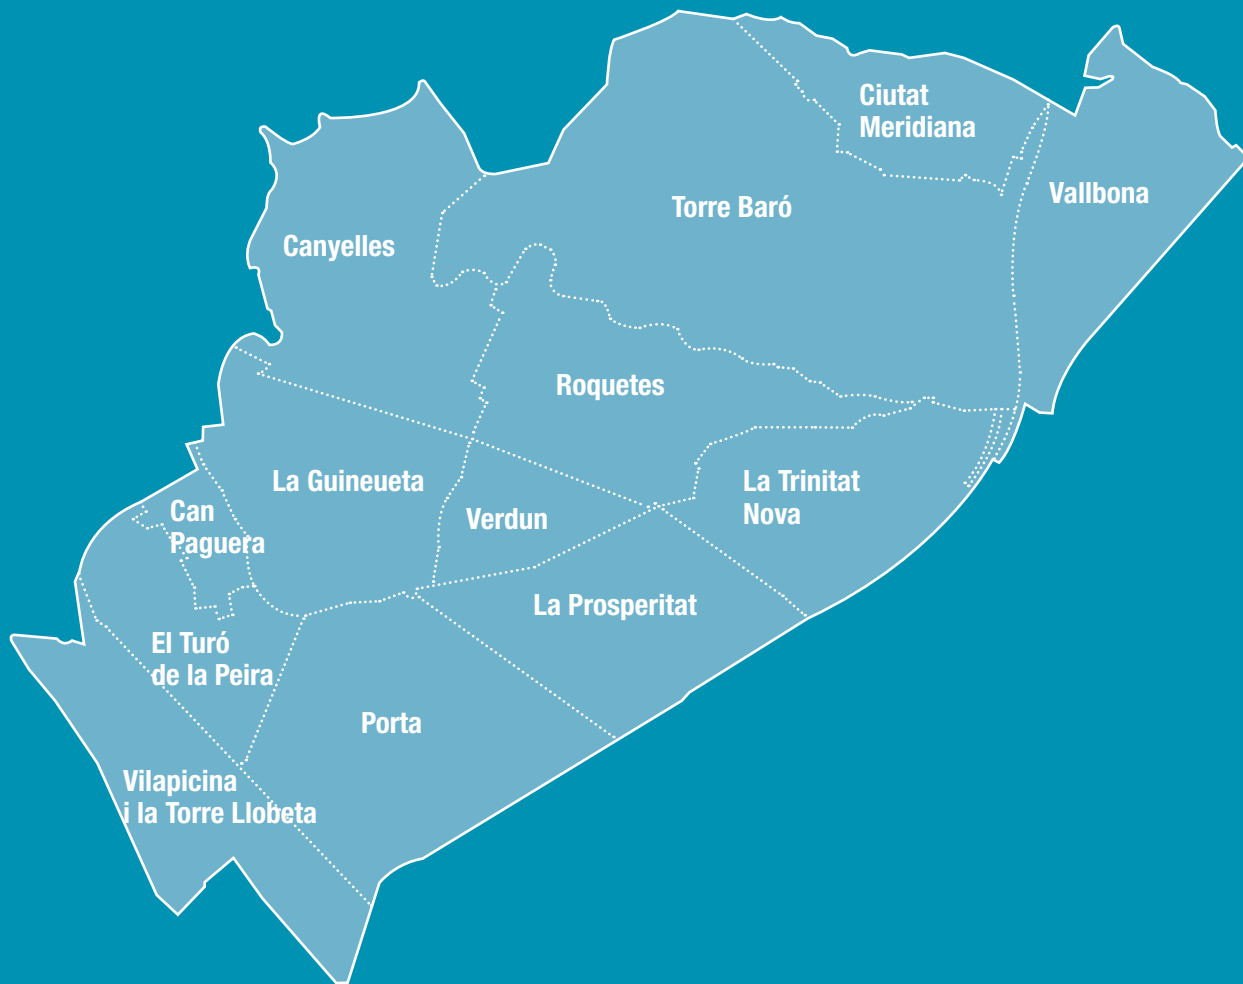 Ciutat
Meridiana
Vallbona
Torre Baró
Canyelles
Roquetes
La Guineueta
La Trinitat
Nova
Can
Paguera
Verdun
La Prosperitat
El Turó
de la Peira
Porta
Vilapicina
i la Torre Llobeta